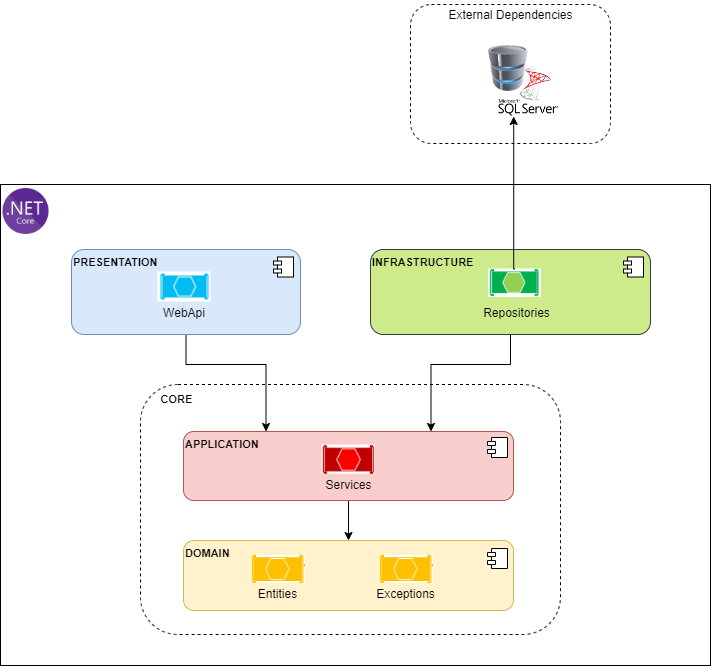 External Dependencies
Microsoft
SQL Server
.NET
Core
PRESENTATION
WebApi
INFRASTRUCTURE
Repositories
CORE
APPLICATION
Services
DOMAIN
Entities
Exceptions